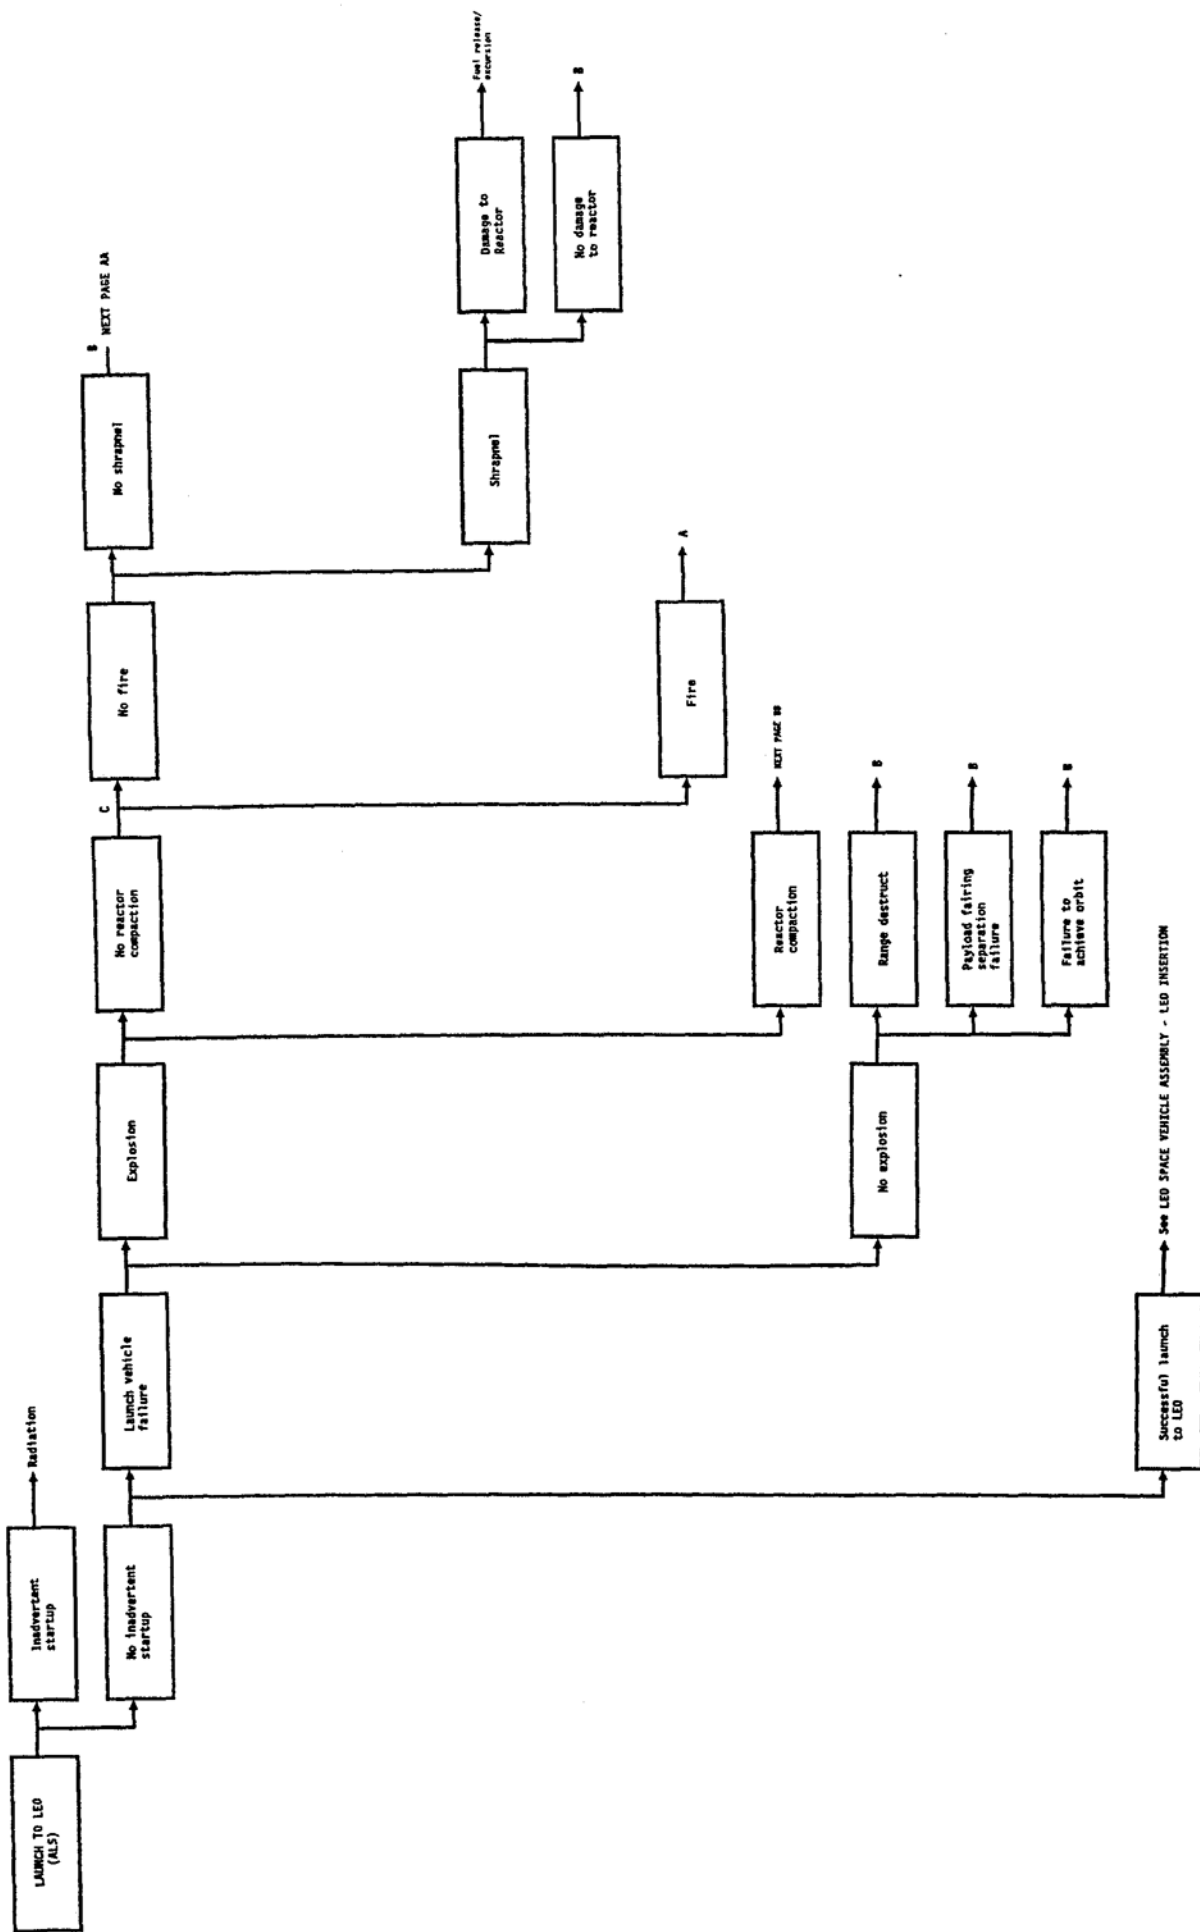 LAUNCH TO LEO
(ALS)
Inadvertent
startup
Radiation
No inadvertent
startup
Launch vehicle
failure
Explosion
No reactor
compaction
C
No fire
No shrapnel
B
NEXT PAGE AA
Shrapnel
Damage to
Reactor
Fuel release/
excursion
No damage
to reactor
B
Fire
A
Reactor
compaction
NEXT PAGE BB
No explosion
Range destruct
B
Payload fairing
separation
failure
B
Failure to
achieve orbit
B
Successful launch
to LEO
See LEO SPACE VEHICLE ASSEMBLY - LEO INSERTION